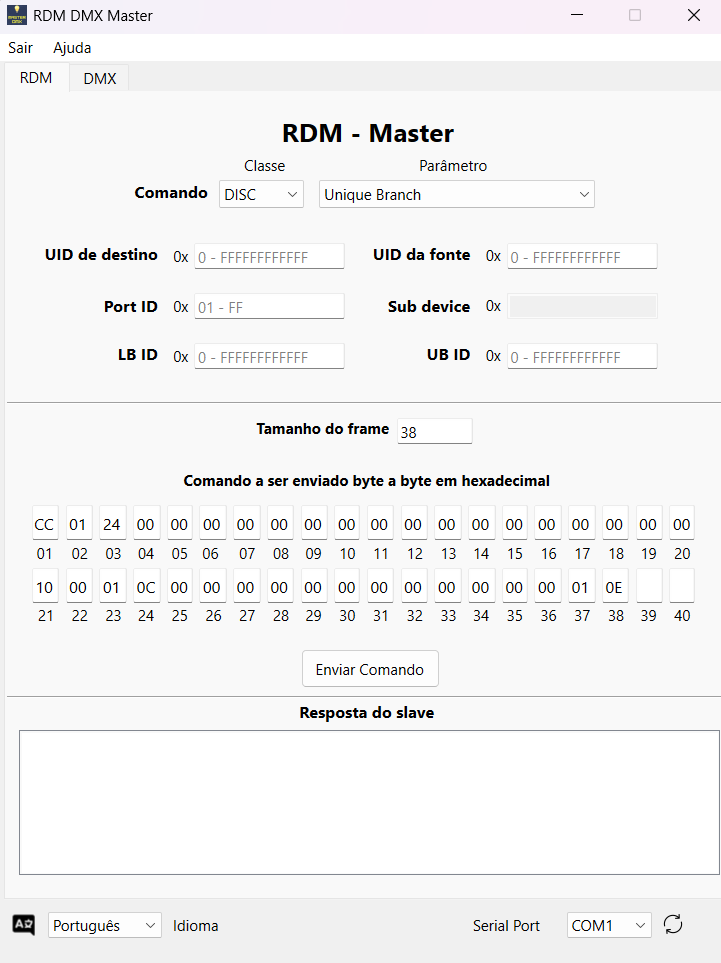 RDM DMX Master
Sair Ajuda
RDM DMX
RDM - Master
Classe Parâmetro
Comando DISC Unique Branch
UID de destino 0x 0 - FFFFFFFFFFFF UID da fonte 0x 0 - FFFFFFFFFFFF
Port ID 0x 01 - FF Sub device 0x
LB ID 0x 0 - FFFFFFFFFFFF UB ID 0x 0 - FFFFFFFFFFFF
Tamanho do frame 38
Comando a ser enviado byte a byte em hexadecimal
CC 01 24 00 00 00 00 00 00 00 00 00 00 00 00 00 00 00 00 00
01 02 03 04 05 06 07 08 09 10 11 12 13 14 15 16 17 18 19 20
10 00 01 0C 00 00 00 00 00 00 00 00 00 00 00 00 01 0E
21 22 23 24 25 26 27 28 29 30 31 32 33 34 35 36 37 38 39 40
Enviar Comando
Resposta do slave
Português Idioma Serial Port COM1